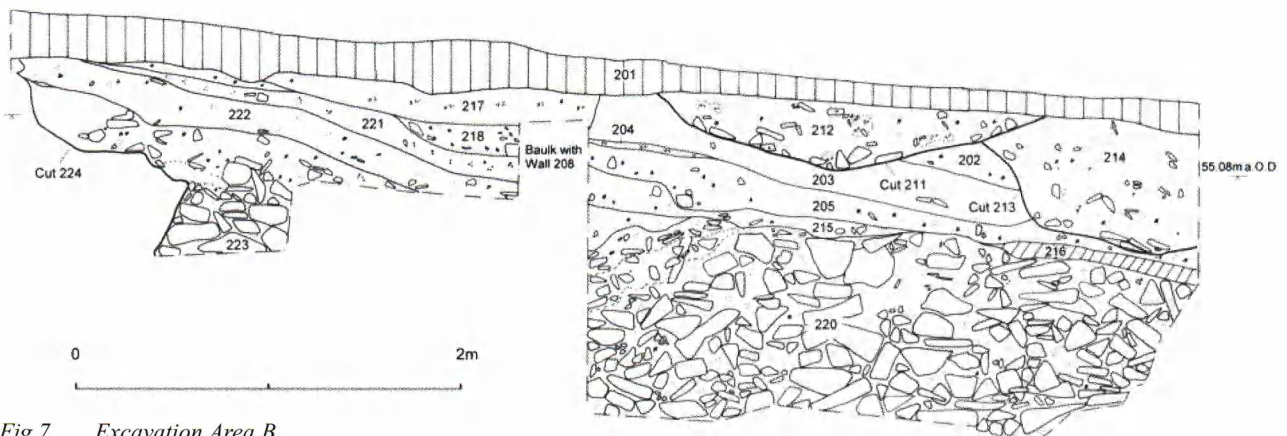 201
217
222
221
218
204
212
202
214
Baulk with
Wall 208
55.08m a.O.D
Cut 224
203
Cut 211
205
Cut 213
215
216
223
220
0
2m
Fig 7 Excavation Area B